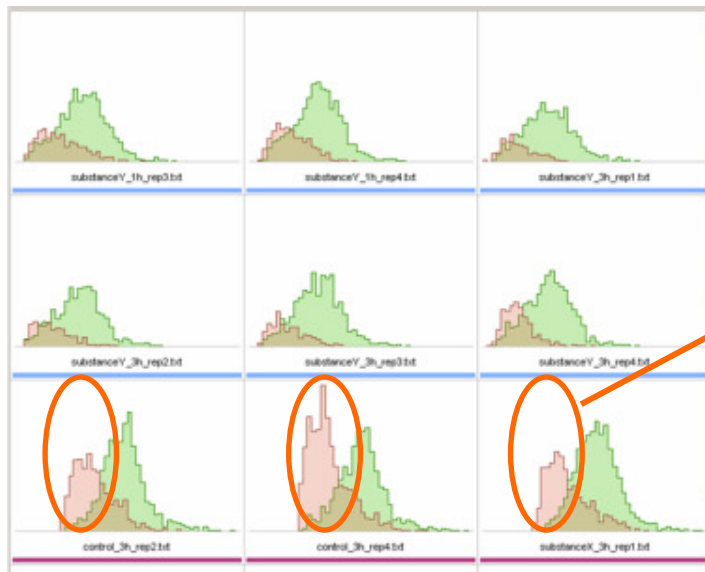 substanceY_1h_rep3.txt
substanceY_1h_rep4.txt
substanceY_3h_rep1.txt
substanceY_3h_rep2.txt
substanceY_3h_rep3.txt
substanceY_3h_rep4.txt
control_3h_rep2.txt
control_3h_rep4.txt
substanceX_3h_rep1.txt